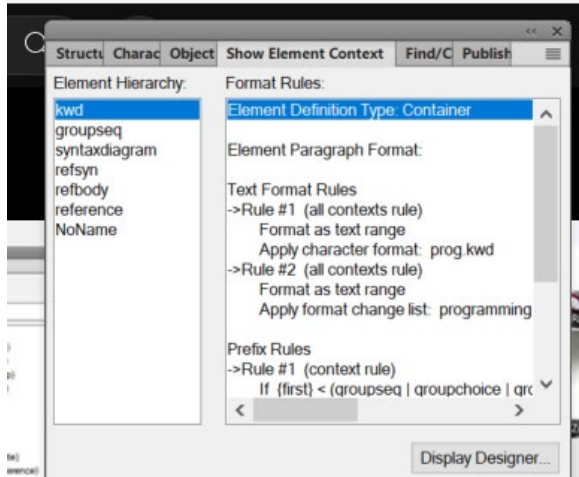 Structu Charac Object Show Element Context Find/C Publish
Element Hierarchy:
kwd
groupseq
syntaxdiagram
refsyn
refbody
reference
NoName
Format Rules:
Element Definition Type: Container
Element Paragraph Format:
Text Format Rules
->Rule #1 (all contexts rule)
Format as text range
Apply character format: prog.kwd
->Rule #2 (all contexts rule)
Format as text range
Apply format change list: programming
Prefix Rules
->Rule #1 (context rule)
If {first} < (groupseq | groupchoice | grc
Display Designer...